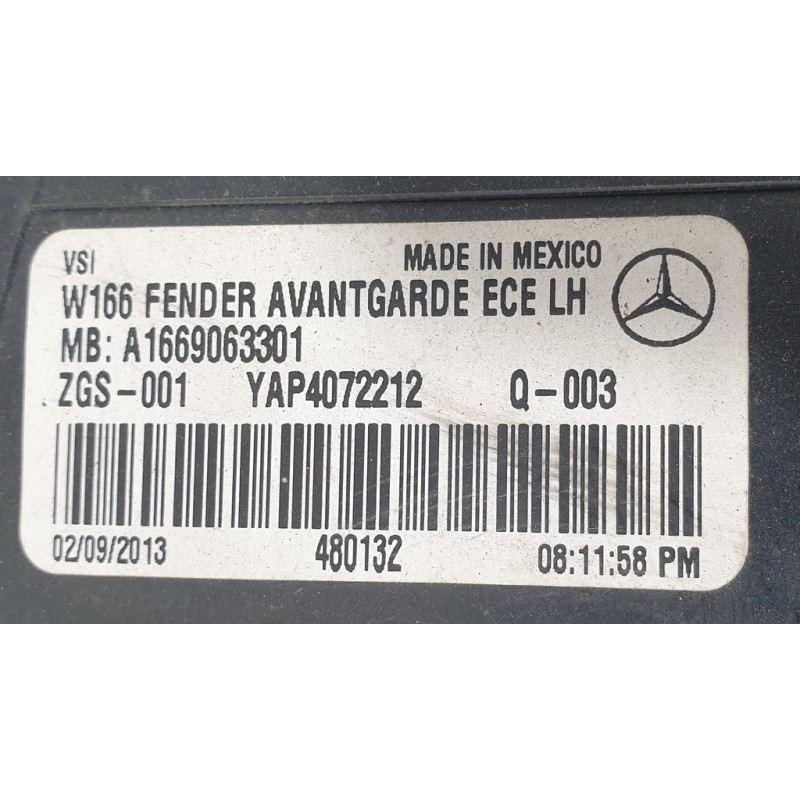 VSI MADE IN MEXICO
W166 FENDER AVANTGARDE ECE LH
MB: A1669063301
ZGS-001 YAP4072212 Q-003
02/09/2013 480132 08:11:58 PM